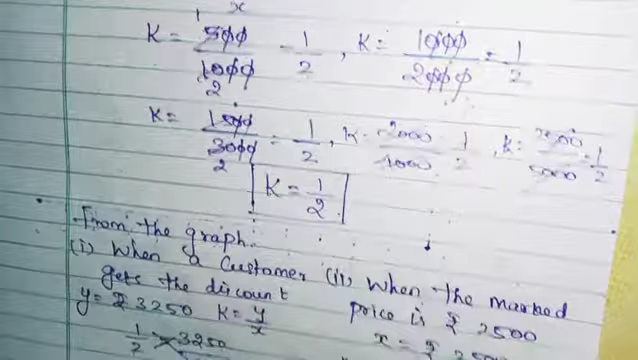 x
K = 500/1000 = 1/2, K = 1000/2000 = 1/2
K = 1500/3000 = 1/2, K = 2000/4000 = 1/2, K = 2500/5000 = 1/2
K = 1/2
From the graph.
(i) When a Customer (ii) When the marked
gets the discount price is ₹ 2500
y = ₹ 3250 K = y/x
1/2 3250